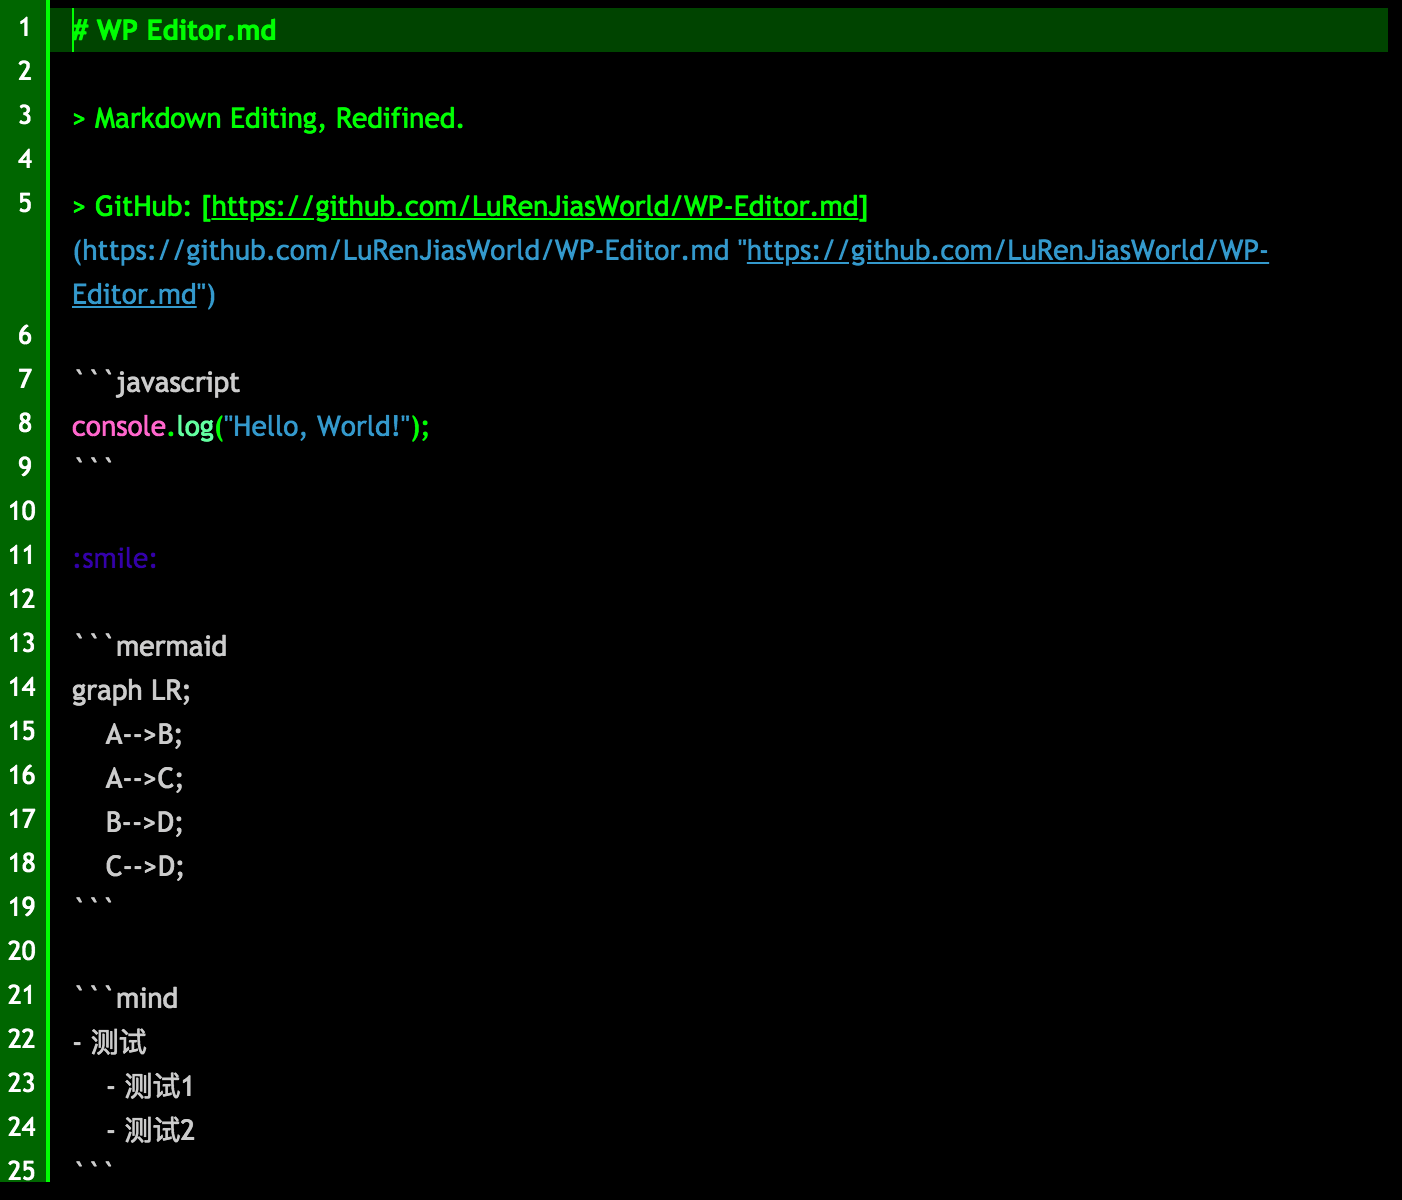 1 # WP Editor.md
2
3 > Markdown Editing, Redifined.
4
5 > GitHub: [https://github.com/LuRenJiasWorld/WP-Editor.md]
(https://github.com/LuRenJiasWorld/WP-Editor.md "https://github.com/LuRenJiasWorld/WP-
Editor.md")
6
7 ```javascript
8 console.log("Hello, World!");
9 ```
10
11 :smile:
12
13 ```mermaid
14 graph LR;
15     A-->B;
16     A-->C;
17     B-->D;
18     C-->D;
19 ```
20
21 ```mind
22 - 测试
23     - 测试1
24     - 测试2
25 ```